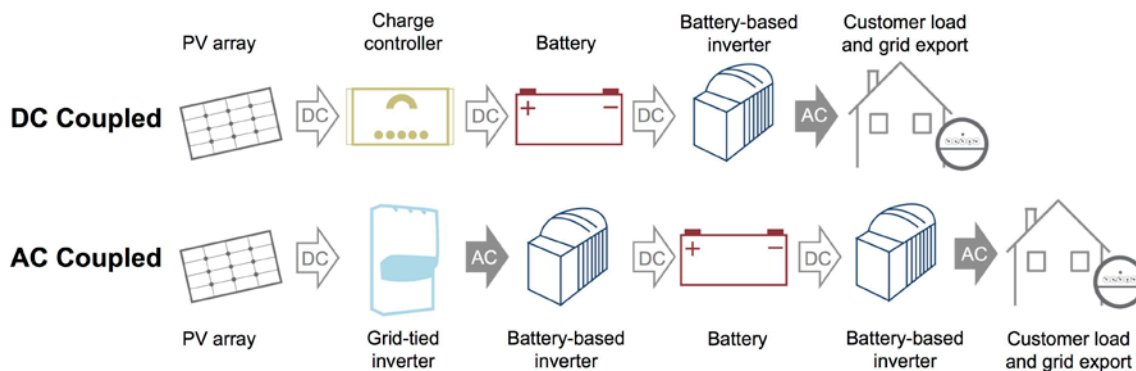 PV array
Charge
controller
Battery
Battery-based
inverter
Customer load
and grid export
DC Coupled
DC
DC
+
−
DC
AC
AC Coupled
DC
AC
DC
+
−
DC
AC
PV array
Grid-tied
inverter
Battery-based
inverter
Battery
Battery-based
inverter
Customer load
and grid export